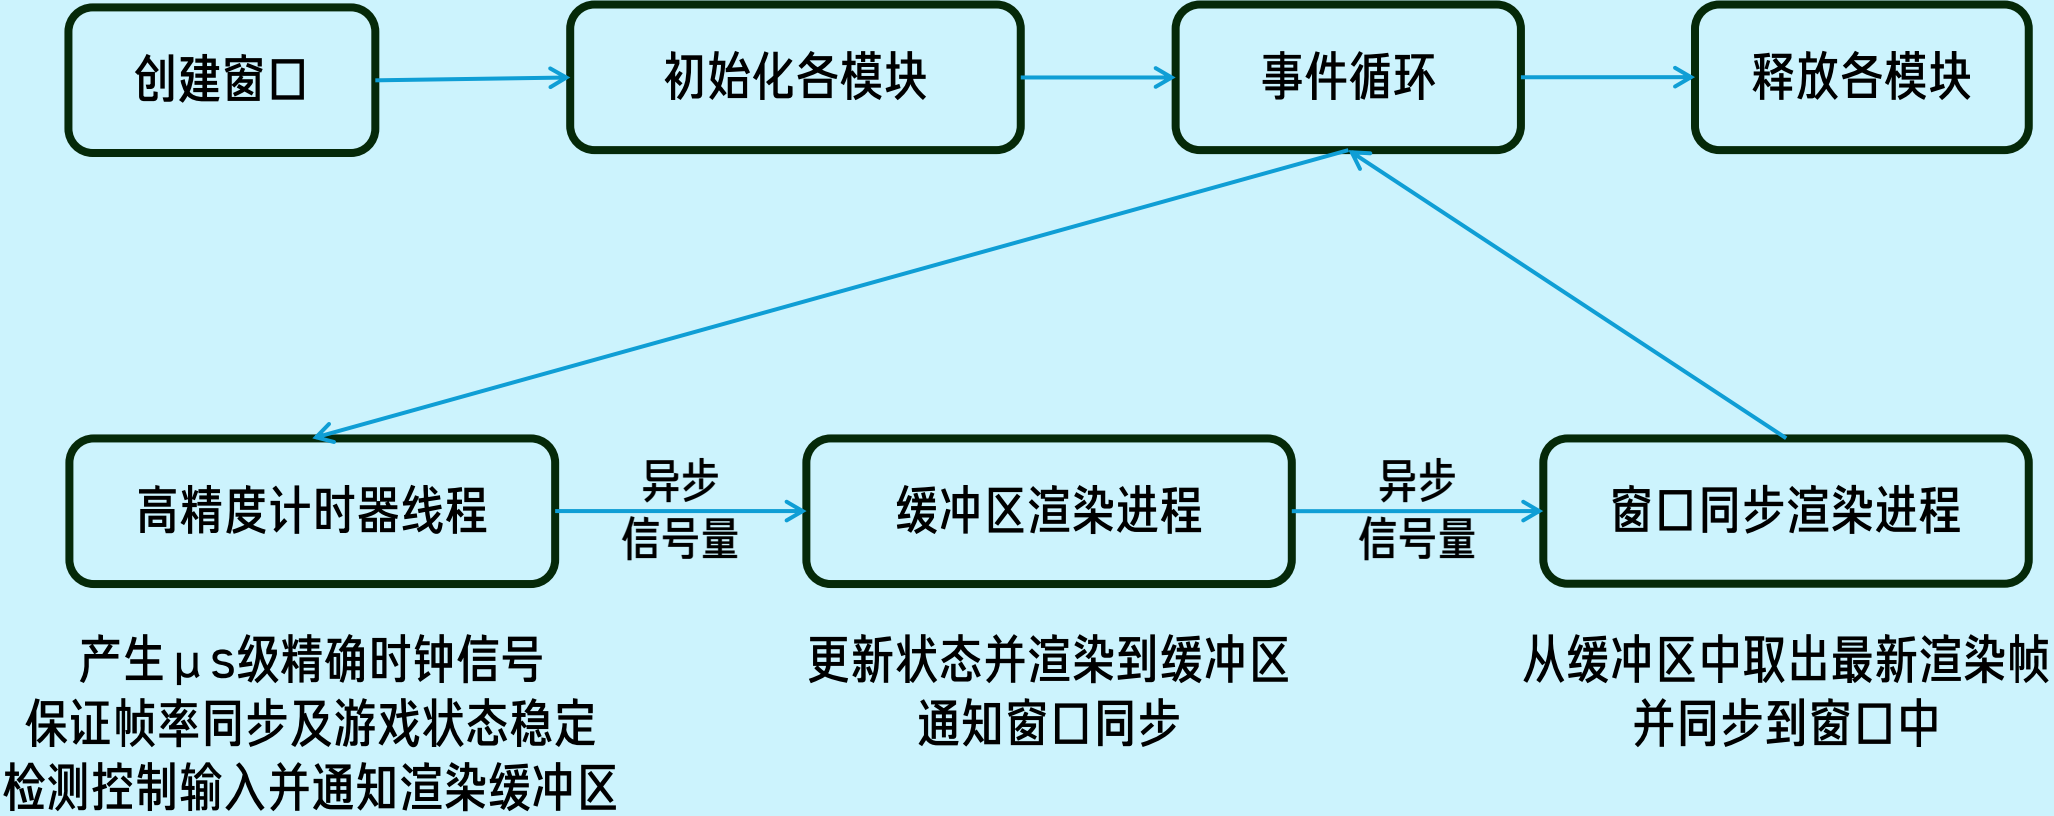 创建窗口
初始化各模块
事件循环
释放各模块
高精度计时器线程
异步
信号量
缓冲区渲染进程
异步
信号量
窗口同步渲染进程
产生μs级精确时钟信号
保证帧率同步及游戏状态稳定
检测控制输入并通知渲染缓冲区
更新状态并渲染到缓冲区
通知窗口同步
从缓冲区中取出最新渲染帧
并同步到窗口中